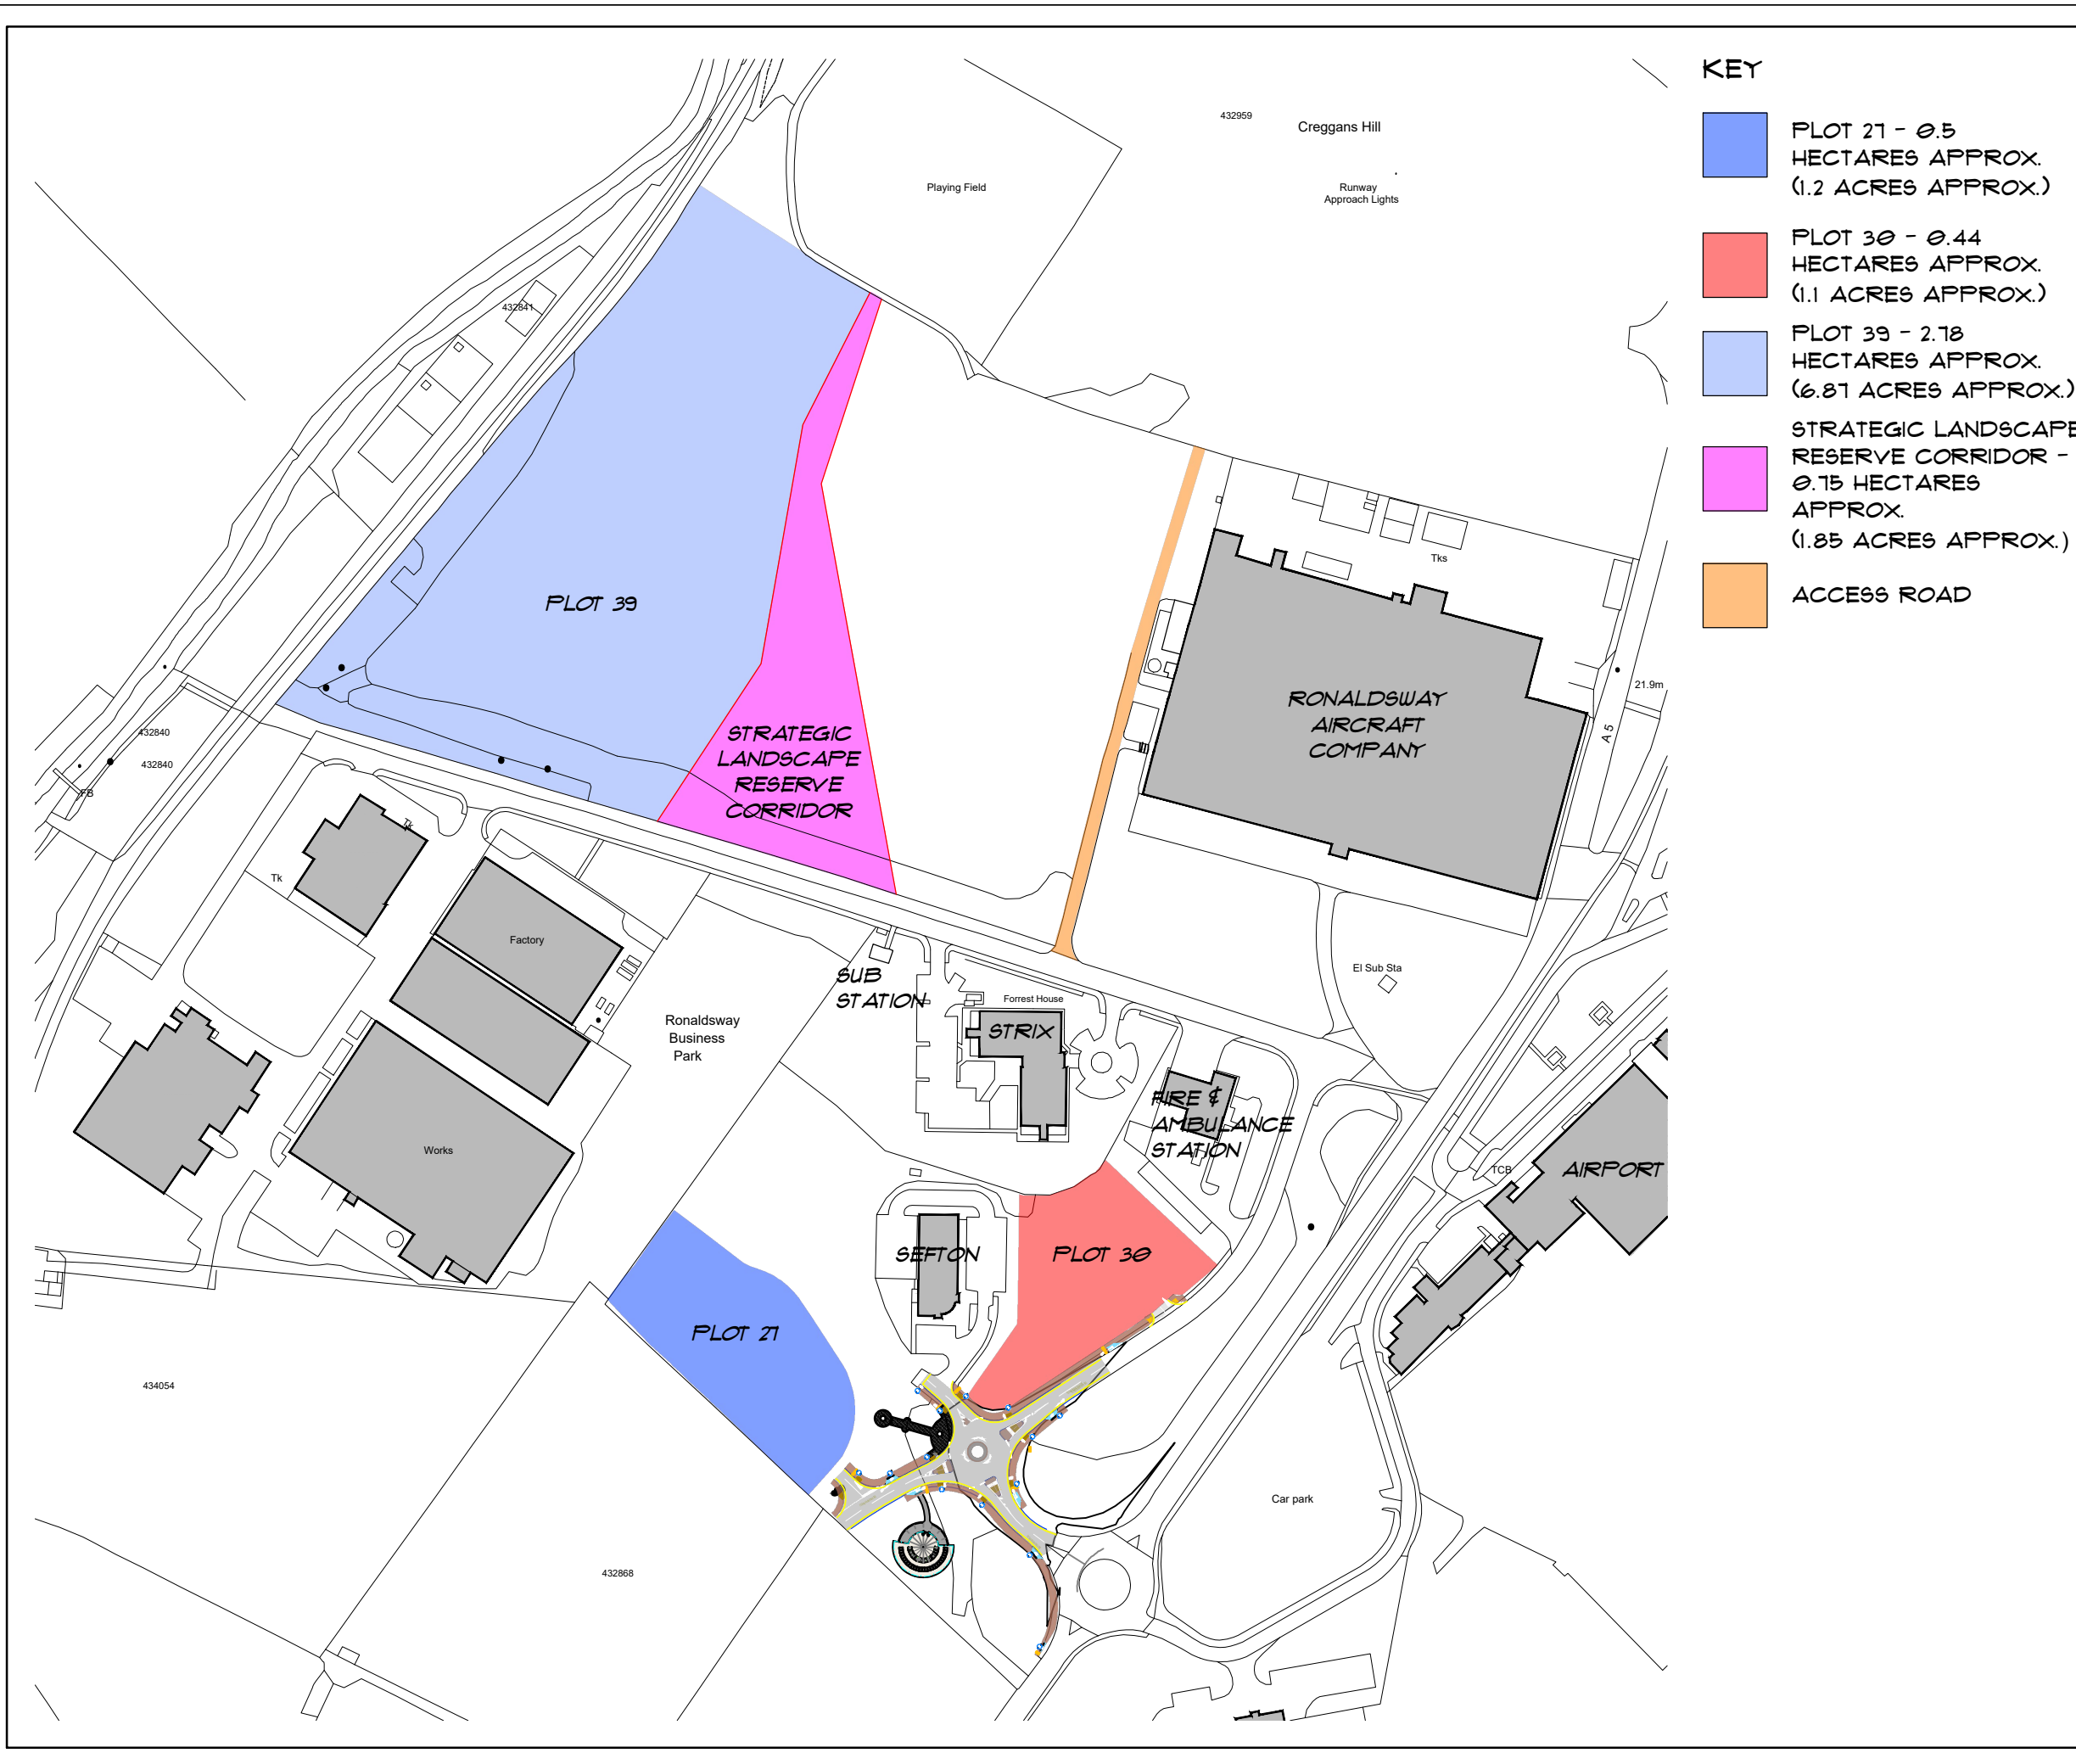 KEY
PLOT 27 - 0.5
HECTARES APPROX.
(1.2 ACRES APPROX.)
PLOT 30 - 0.44
HECTARES APPROX.
(1.1 ACRES APPROX.)
PLOT 39 - 2.78
HECTARES APPROX.
(6.87 ACRES APPROX.)
STRATEGIC LANDSCAPE
RESERVE CORRIDOR -
0.75 HECTARES
APPROX.
(1.85 ACRES APPROX.)
ACCESS ROAD
432959
Creggans Hill
Playing Field
Runway
Approach Lights
432841
Tks
PLOT 39
21.9m
A 5
RONALDSWAY
AIRCRAFT
COMPANY
STRATEGIC
LANDSCAPE
RESERVE
CORRIDOR
432840
432840
FB
Tk
Tk
Factory
SUB
STATION
El Sub Sta
Forrest House
STRIX
Ronaldsway
Business
Park
FIRE &
AMBULANCE
STATION
Works
TCB
AIRPORT
SEFTON
PLOT 30
PLOT 27
434054
Car park
432868